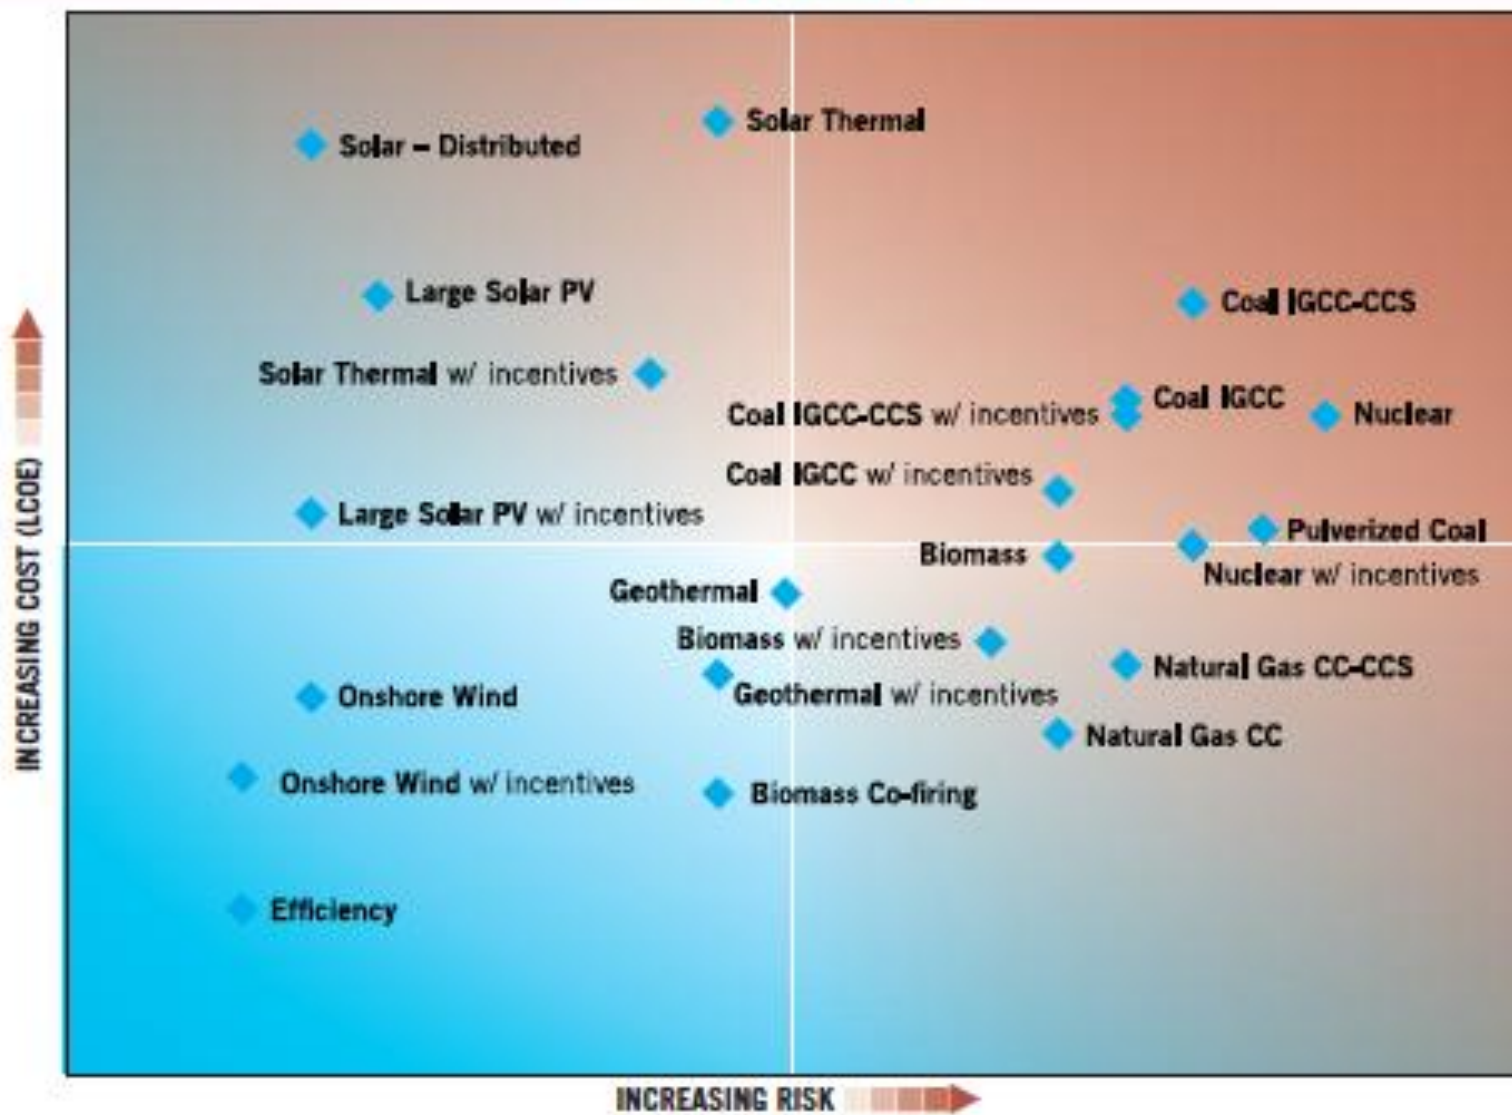 Solar Thermal
Solar – Distributed
Large Solar PV
Coal IGCC-CCS
Solar Thermal w/ incentives
Coal IGCC
Coal IGCC-CCS w/ incentives
Nuclear
Coal IGCC w/ incentives
Large Solar PV w/ incentives
Pulverized Coal
Biomass
Nuclear w/ incentives
Geothermal
Biomass w/ incentives
Natural Gas CC-CCS
Geothermal w/ incentives
Onshore Wind
Natural Gas CC
Onshore Wind w/ incentives
Biomass Co-firing
Efficiency
INCREASING COST (LCOE)
INCREASING RISK